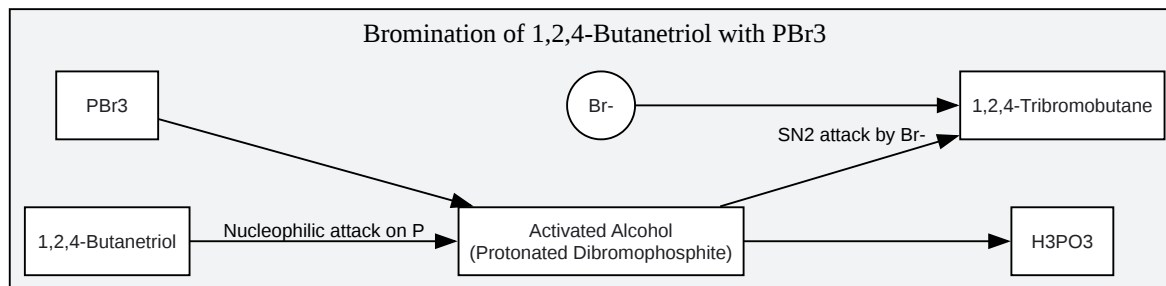 Bromination of 1,2,4-Butanetriol with PBr3
PBr3
Br-
1,2,4-Tribromobutane
SN2 attack by Br-
1,2,4-Butanetriol
Nucleophilic attack on P
Activated Alcohol
(Protonated Dibromophosphite)
H3PO3